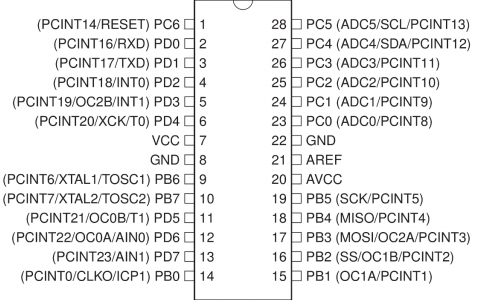 (PCINT14/RESET) PC6 1 28 PC5 (ADC5/SCL/PCINT13)
(PCINT16/RXD) PD0 2 27 PC4 (ADC4/SDA/PCINT12)
(PCINT17/TXD) PD1 3 26 PC3 (ADC3/PCINT11)
(PCINT18/INT0) PD2 4 25 PC2 (ADC2/PCINT10)
(PCINT19/OC2B/INT1) PD3 5 24 PC1 (ADC1/PCINT9)
(PCINT20/XCK/T0) PD4 6 23 PC0 (ADC0/PCINT8)
VCC 7 22 GND
GND 8 21 AREF
(PCINT6/XTAL1/TOSC1) PB6 9 20 AVCC
(PCINT7/XTAL2/TOSC2) PB7 10 19 PB5 (SCK/PCINT5)
(PCINT21/OC0B/T1) PD5 11 18 PB4 (MISO/PCINT4)
(PCINT22/OC0A/AIN0) PD6 12 17 PB3 (MOSI/OC2A/PCINT3)
(PCINT23/AIN1) PD7 13 16 PB2 (SS/OC1B/PCINT2)
(PCINT0/CLKO/ICP1) PB0 14 15 PB1 (OC1A/PCINT1)